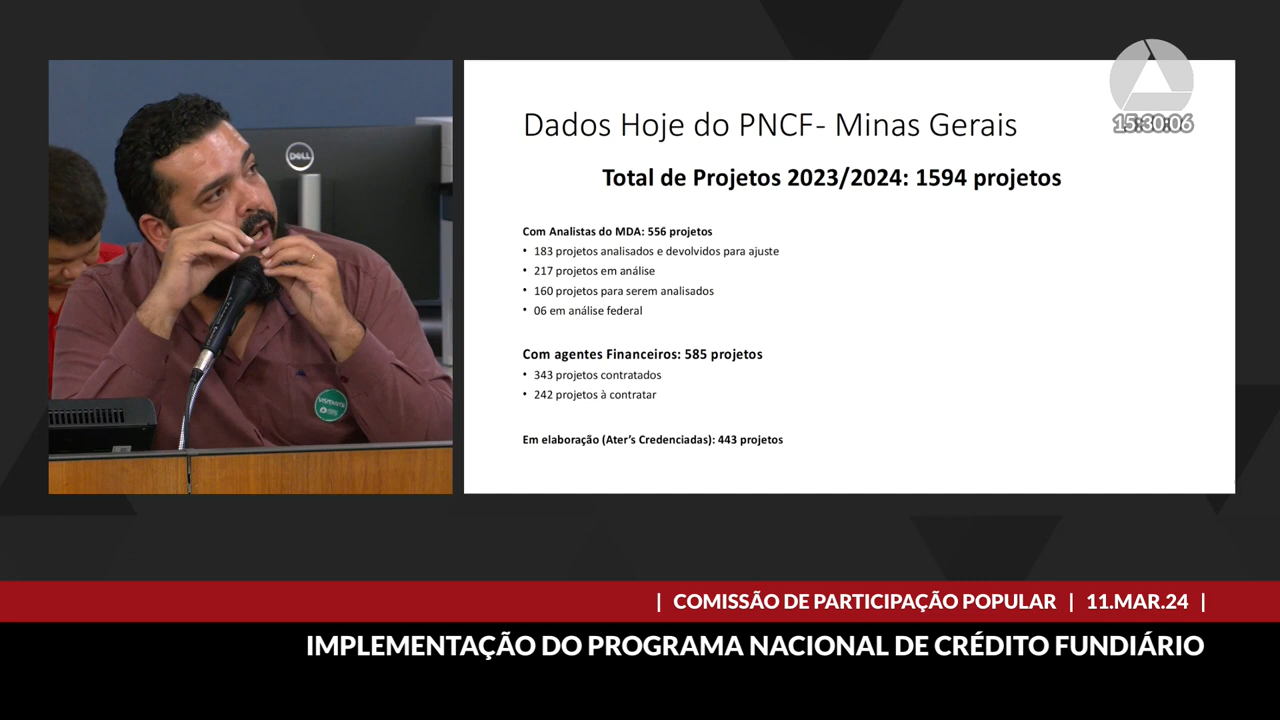 15:30:06
Dados Hoje do PNCF- Minas Gerais
Total de Projetos 2023/2024: 1594 projetos
Com Analistas do MDA: 556 projetos
• 183 projetos analisados e devolvidos para ajuste
• 217 projetos em análise
• 160 projetos para serem analisados
• 06 em análise federal
Com agentes Financeiros: 585 projetos
• 343 projetos contratados
• 242 projetos à contratar
Em elaboração (Ater's Credenciadas): 443 projetos
DELL
VISITANTE
| COMISSÃO DE PARTICIPAÇÃO POPULAR | 11.MAR.24 |
IMPLEMENTAÇÃO DO PROGRAMA NACIONAL DE CRÉDITO FUNDIÁRIO